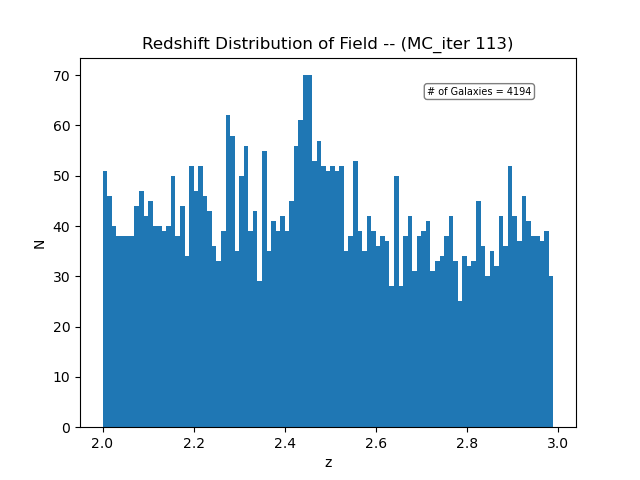 Redshift Distribution of Field -- (MC_iter 113)
# of Galaxies = 4194
70
60
50
40
30
20
10
0
N
2.0 2.2 2.4 2.6 2.8 3.0
z